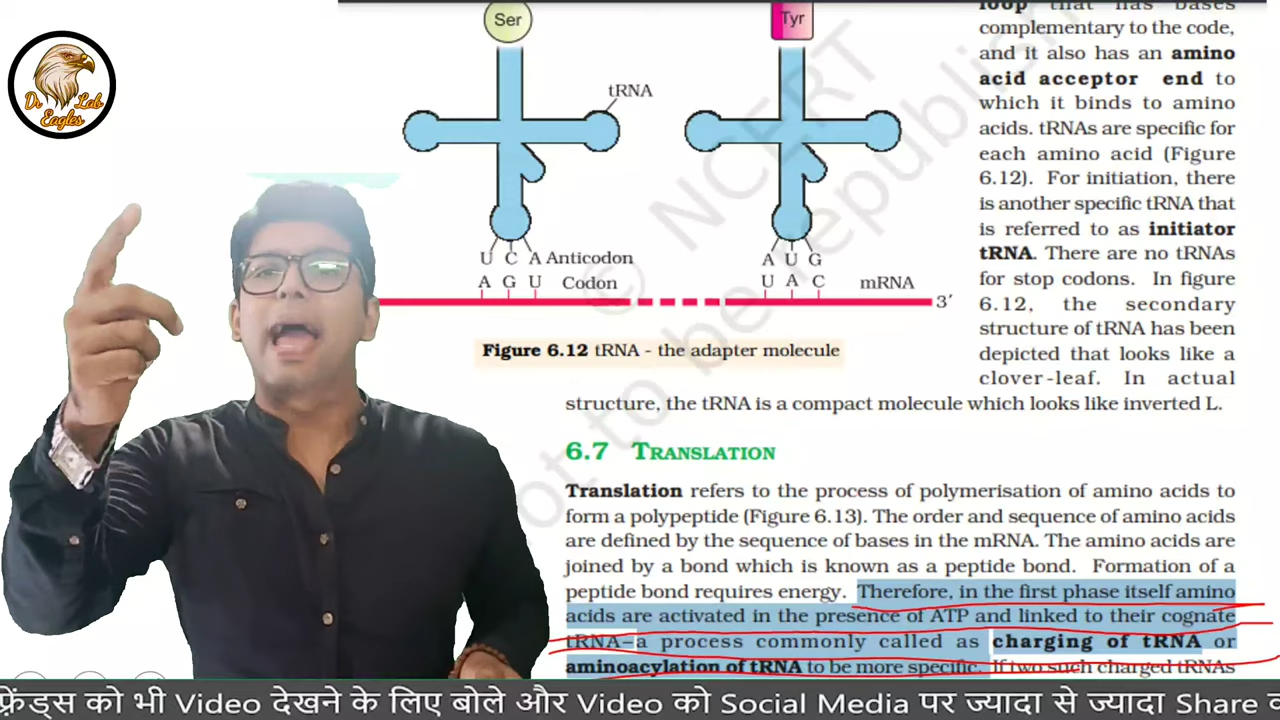 Dr Lab
Eagles
Ser
Tyr
tRNA
U C A Anticodon
A G U Codon
A U G
U A C
mRNA
3′
Figure 6.12 tRNA - the adapter molecule
loop that has bases
complementary to the code,
and it also has an amino
acid acceptor end to
which it binds to amino
acids. tRNAs are specific for
each amino acid (Figure
6.12). For initiation, there
is another specific tRNA that
is referred to as initiator
tRNA. There are no tRNAs
for stop codons. In figure
6.12, the secondary
structure of tRNA has been
depicted that looks like a
clover-leaf. In actual
structure, the tRNA is a compact molecule which looks like inverted L.
© NCERT
not to be republish
6.7 TRANSLATION
Translation refers to the process of polymerisation of amino acids to
form a polypeptide (Figure 6.13). The order and sequence of amino acids
are defined by the sequence of bases in the mRNA. The amino acids are
joined by a bond which is known as a peptide bond. Formation of a
peptide bond requires energy. Therefore, in the first phase itself amino
acids are activated in the presence of ATP and linked to their cognate
tRNA–a process commonly called as charging of tRNA or
aminoacylation of tRNA to be more specific. If two such charged tRNAs
फ्रेंड्स को भी Video देखने के लिए बोले और Video को Social Media पर ज्यादा से ज्यादा Share